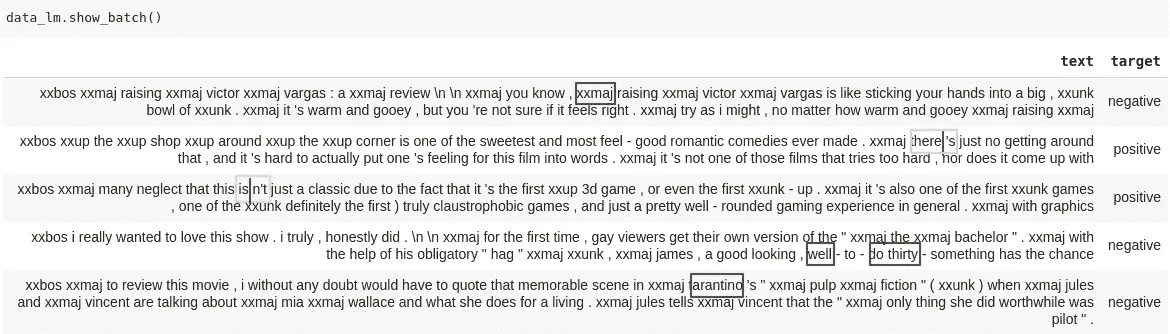 data_lm.show_batch()
text target
xxbos xxmaj raising xxmaj victor xxmaj vargas : a xxmaj review \n \n xxmaj you know , xxmaj raising xxmaj victor xxmaj vargas is like sticking your hands into a big , xxunk
bowl of xxunk . xxmaj it 's warm and gooey , but you 're not sure if it feels right . xxmaj try as i might , no matter how warm and gooey xxmaj raising xxmaj
negative
xxbos xxup the xxup shop xxup around xxup the xxup corner is one of the sweetest and most feel - good romantic comedies ever made . xxmaj there 's just no getting around
that , and it 's hard to actually put one 's feeling for this film into words . xxmaj it 's not one of those films that tries too hard , nor does it come up with
positive
xxbos xxmaj many neglect that this is n't just a classic due to the fact that it 's the first xxup 3d game , or even the first xxunk - up . xxmaj it 's also one of the first xxunk games
, one of the xxunk definitely the first ) truly claustrophobic games , and just a pretty well - rounded gaming experience in general . xxmaj with graphics
positive
xxbos i really wanted to love this show . i truly , honestly did . \n \n xxmaj for the first time , gay viewers get their own version of the " xxmaj the xxmaj bachelor " . xxmaj with
the help of his obligatory " hag " xxmaj xxunk , xxmaj james , a good looking , well - to - do thirty - something has the chance
negative
xxbos xxmaj to review this movie , i without any doubt would have to quote that memorable scene in xxmaj tarantino 's " xxmaj pulp xxmaj fiction " ( xxunk ) when xxmaj jules
and xxmaj vincent are talking about xxmaj mia xxmaj wallace and what she does for a living . xxmaj jules tells xxmaj vincent that the " xxmaj only thing she did worthwhile was
pilot " .
negative